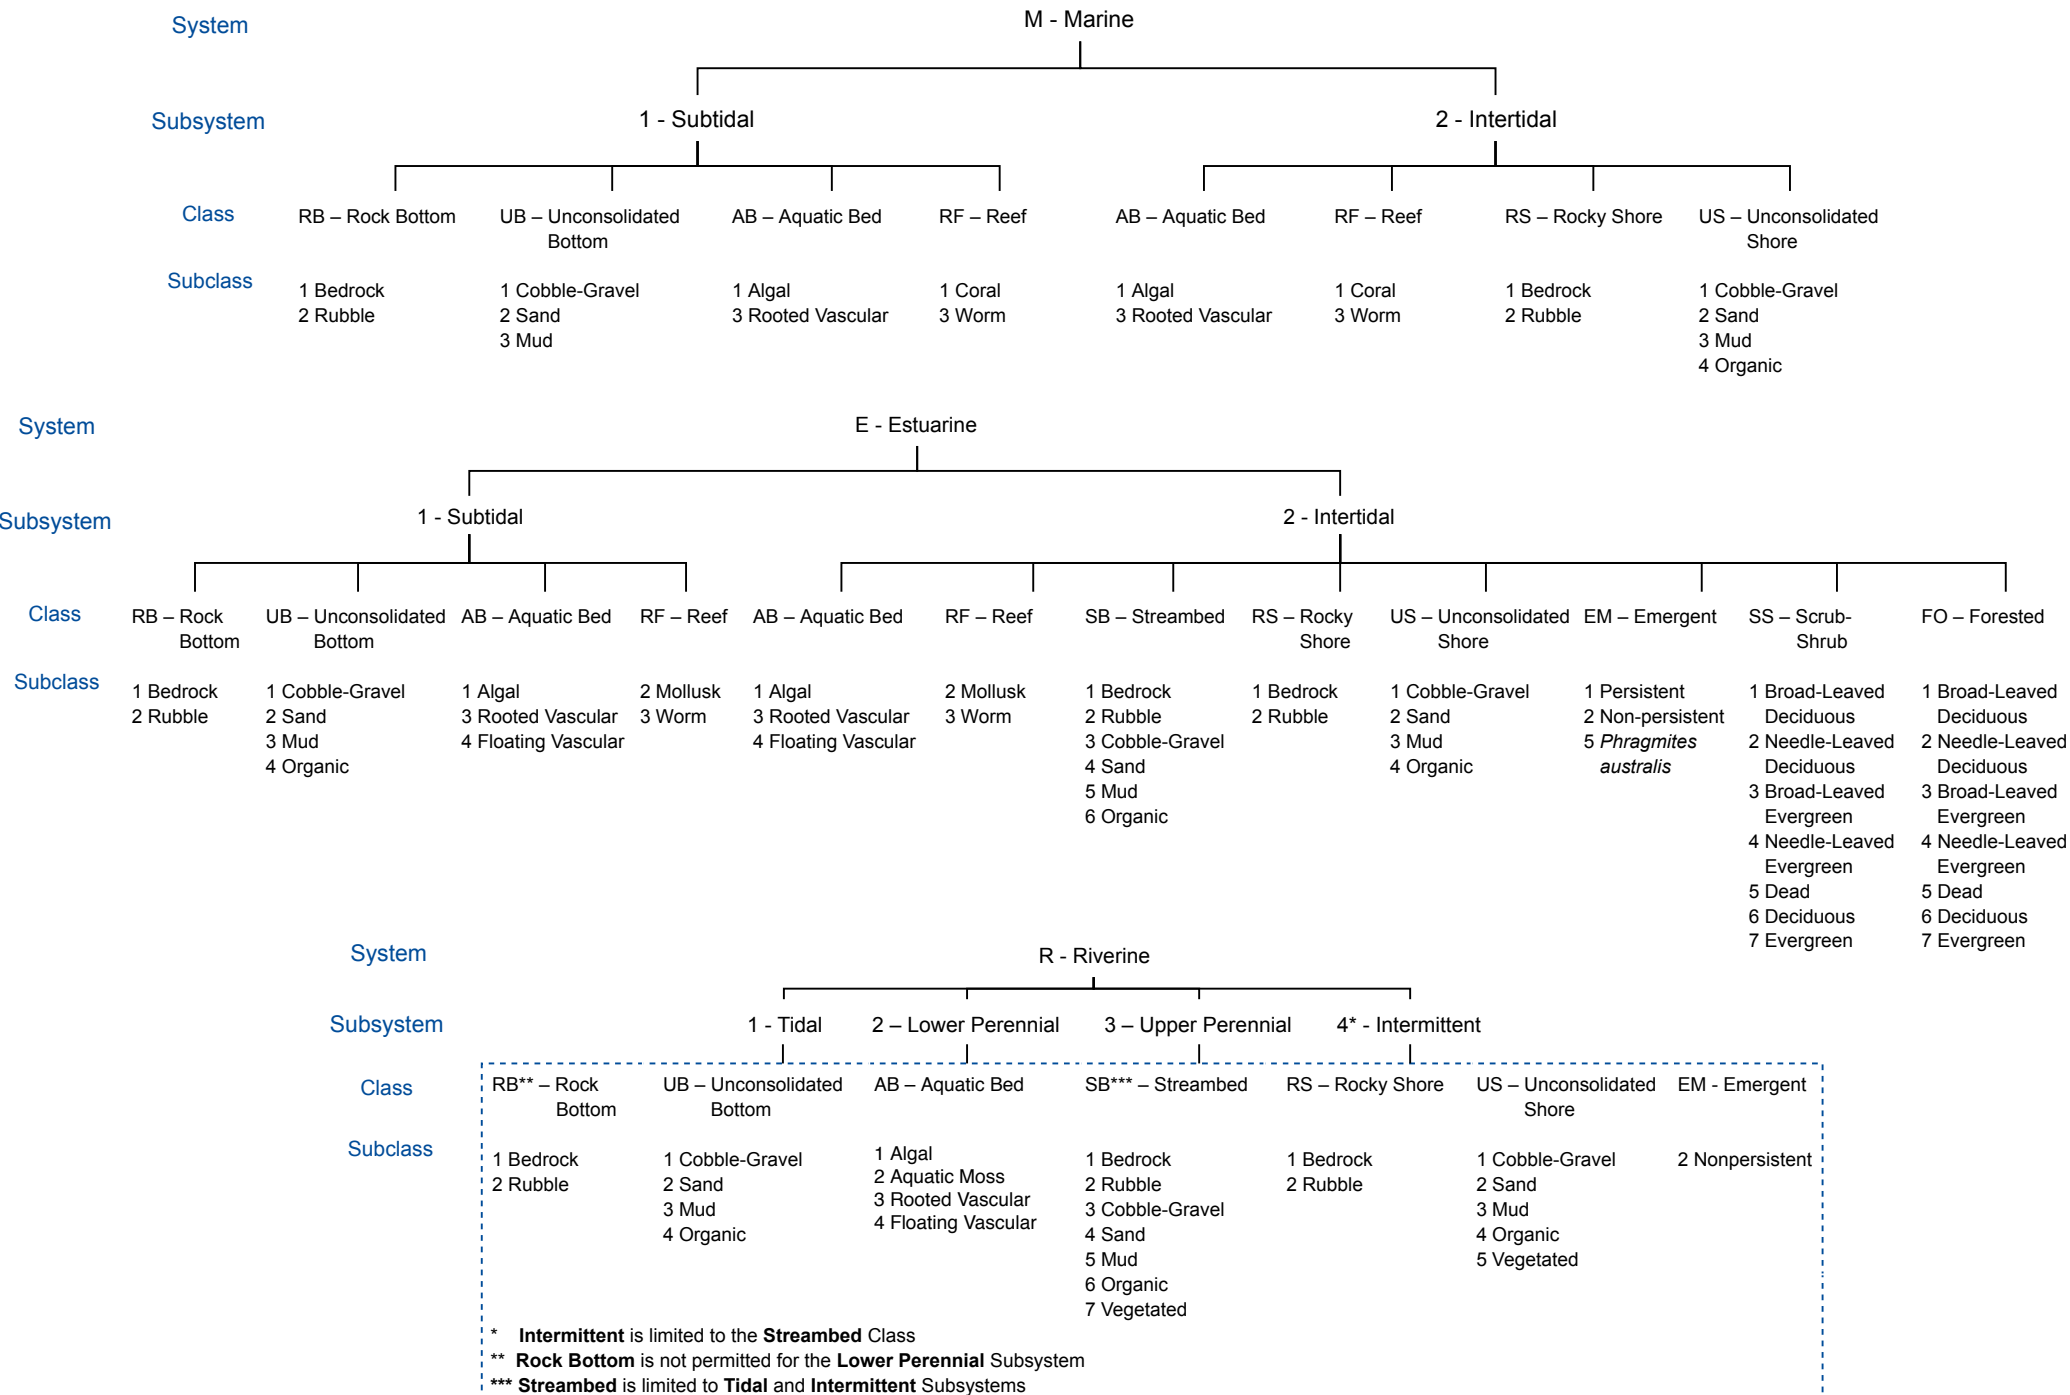 System
M - Marine
Subsystem
1 - Subtidal
2 - Intertidal
Class
RB – Rock Bottom
UB – Unconsolidated
Bottom
AB – Aquatic Bed
RF – Reef
AB – Aquatic Bed
RF – Reef
RS – Rocky Shore
US – Unconsolidated
Shore
Subclass
1 Bedrock
2 Rubble
1 Cobble-Gravel
2 Sand
3 Mud
1 Algal
3 Rooted Vascular
1 Coral
3 Worm
1 Algal
3 Rooted Vascular
1 Coral
3 Worm
1 Bedrock
2 Rubble
1 Cobble-Gravel
2 Sand
3 Mud
4 Organic
System
E - Estuarine
Subsystem
1 - Subtidal
2 - Intertidal
Class
RB – Rock
Bottom
UB – Unconsolidated
Bottom
AB – Aquatic Bed
RF – Reef
AB – Aquatic Bed
RF – Reef
SB – Streambed
RS – Rocky
Shore
US – Unconsolidated
Shore
EM – Emergent
SS – Scrub-
Shrub
FO – Forested
Subclass
1 Bedrock
2 Rubble
1 Cobble-Gravel
2 Sand
3 Mud
4 Organic
1 Algal
3 Rooted Vascular
4 Floating Vascular
2 Mollusk
3 Worm
1 Algal
3 Rooted Vascular
4 Floating Vascular
2 Mollusk
3 Worm
1 Bedrock
2 Rubble
3 Cobble-Gravel
4 Sand
5 Mud
6 Organic
1 Bedrock
2 Rubble
1 Cobble-Gravel
2 Sand
3 Mud
4 Organic
1 Persistent
2 Non-persistent
5 Phragmites
australis
1 Broad-Leaved
Deciduous
2 Needle-Leaved
Deciduous
3 Broad-Leaved
Evergreen
4 Needle-Leaved
Evergreen
5 Dead
6 Deciduous
7 Evergreen
1 Broad-Leaved
Deciduous
2 Needle-Leaved
Deciduous
3 Broad-Leaved
Evergreen
4 Needle-Leaved
Evergreen
5 Dead
6 Deciduous
7 Evergreen
System
R - Riverine
Subsystem
1 - Tidal
2 – Lower Perennial
3 – Upper Perennial
4* - Intermittent
Class
RB** – Rock
Bottom
UB – Unconsolidated
Bottom
AB – Aquatic Bed
SB*** – Streambed
RS – Rocky Shore
US – Unconsolidated
Shore
EM - Emergent
Subclass
1 Bedrock
2 Rubble
1 Cobble-Gravel
2 Sand
3 Mud
4 Organic
1 Algal
2 Aquatic Moss
3 Rooted Vascular
4 Floating Vascular
1 Bedrock
2 Rubble
3 Cobble-Gravel
4 Sand
5 Mud
6 Organic
7 Vegetated
1 Bedrock
2 Rubble
1 Cobble-Gravel
2 Sand
3 Mud
4 Organic
5 Vegetated
2 Nonpersistent
* Intermittent is limited to the Streambed Class
** Rock Bottom is not permitted for the Lower Perennial Subsystem
*** Streambed is limited to Tidal and Intermittent Subsystems